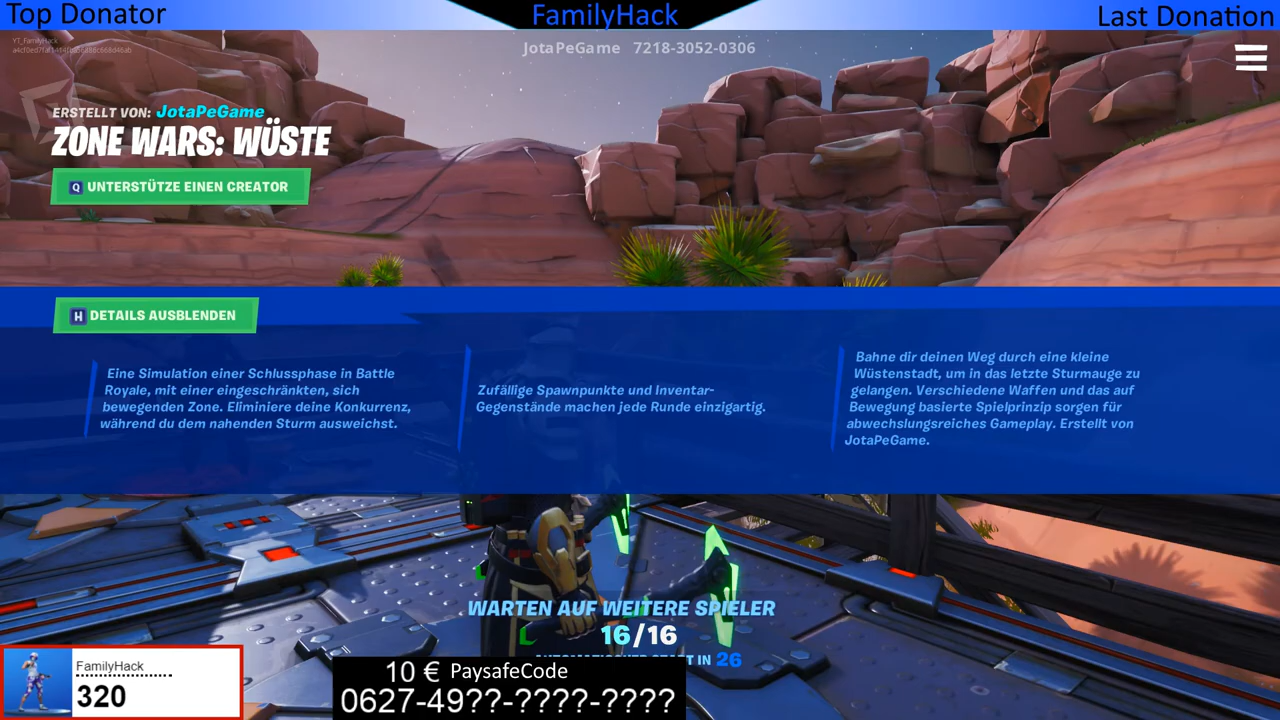 Top Donator
FamilyHack
Last Donation
YT_FamilyHack
JotaPeGame 7218-3052-0306
ERSTELLT VON: JotaPeGame
ZONE WARS: WÜSTE
Q UNTERSTÜTZE EINEN CREATOR
H DETAILS AUSBLENDEN
Eine Simulation einer Schlussphase in Battle
Royale, mit einer eingeschränkten, sich
bewegenden Zone. Eliminiere deine Konkurrenz,
während du dem nahenden Sturm ausweichst.
Zufällige Spawnpunkte und Inventar-
Gegenstände machen jede Runde einzigartig.
Bahne dir deinen Weg durch eine kleine
Wüstenstadt, um in das letzte Sturmauge zu
gelangen. Verschiedene Waffen und das auf
Bewegung basierte Spielprinzip sorgen für
abwechslungsreiches Gameplay. Erstellt von
JotaPeGame.
WARTEN AUF WEITERE SPIELER
16/16
AUTOMATISCHER START IN 26
FamilyHack
320
10 € PaysafeCode
0627-49??-????-????